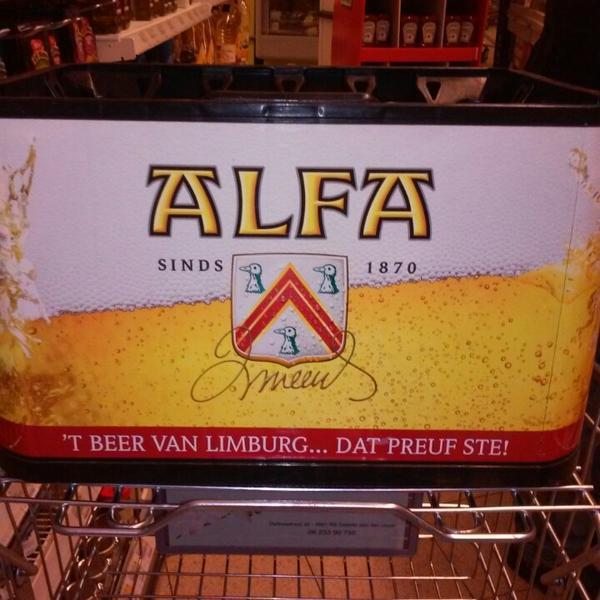 ALFA
SINDS 1870
'T BEER VAN LIMBURG... DAT PREUF STE!